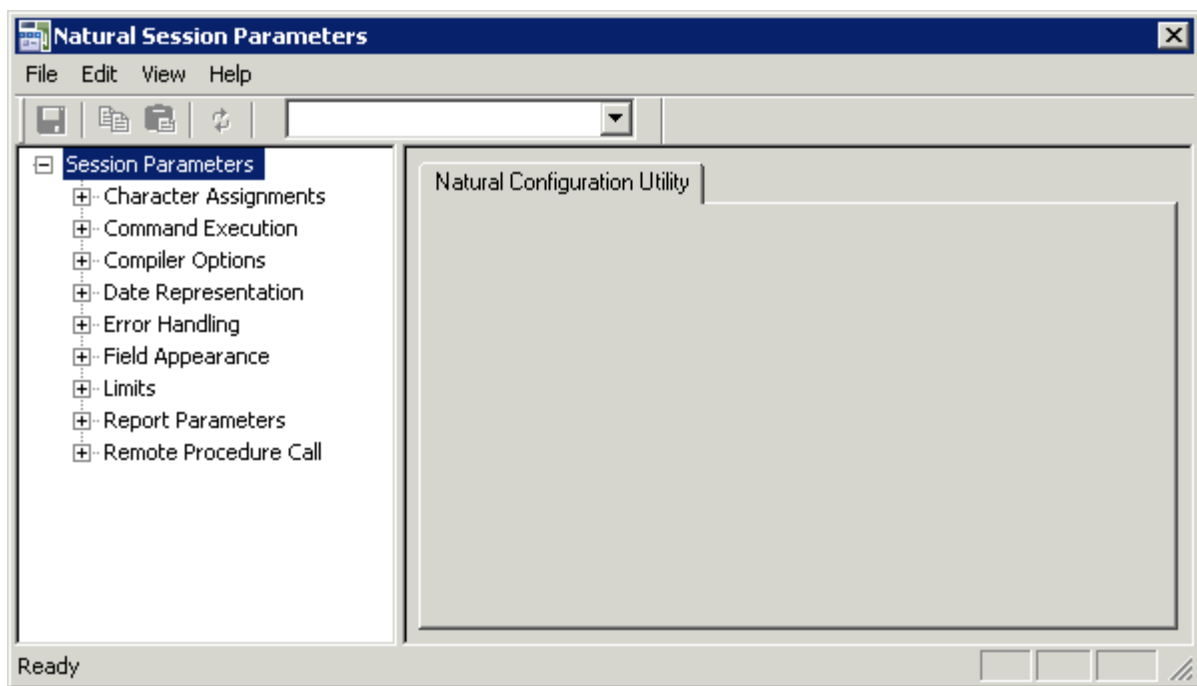 Natural Session Parameters
File Edit View Help
Session Parameters
Character Assignments
Command Execution
Compiler Options
Date Representation
Error Handling
Field Appearance
Limits
Report Parameters
Remote Procedure Call
Natural Configuration Utility
Ready